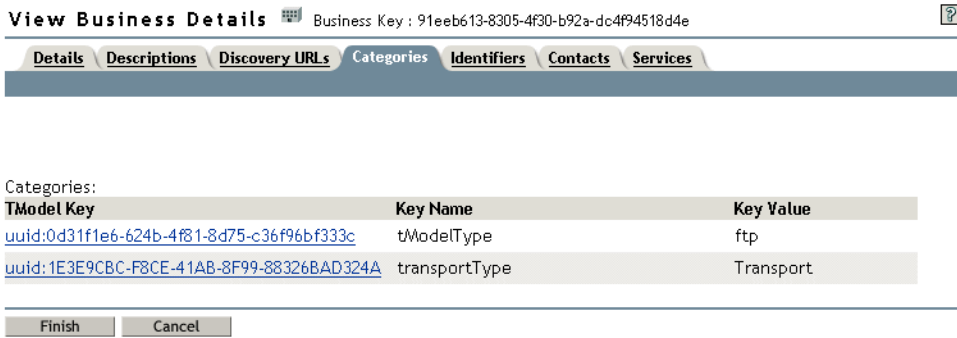 View Business Details Business Key : 91eeb613-8305-4f30-b92a-dc4f94518d4e ?
Details Descriptions Discovery URLs Categories Identifiers Contacts Services
Categories:
TModel Key Key Name Key Value
uuid:0d31f1e6-624b-4f81-8d75-c36f96bf333c tModelType ftp
uuid:1E3E9CBC-F8CE-41AB-8F99-88326BAD324A transportType Transport
Finish Cancel